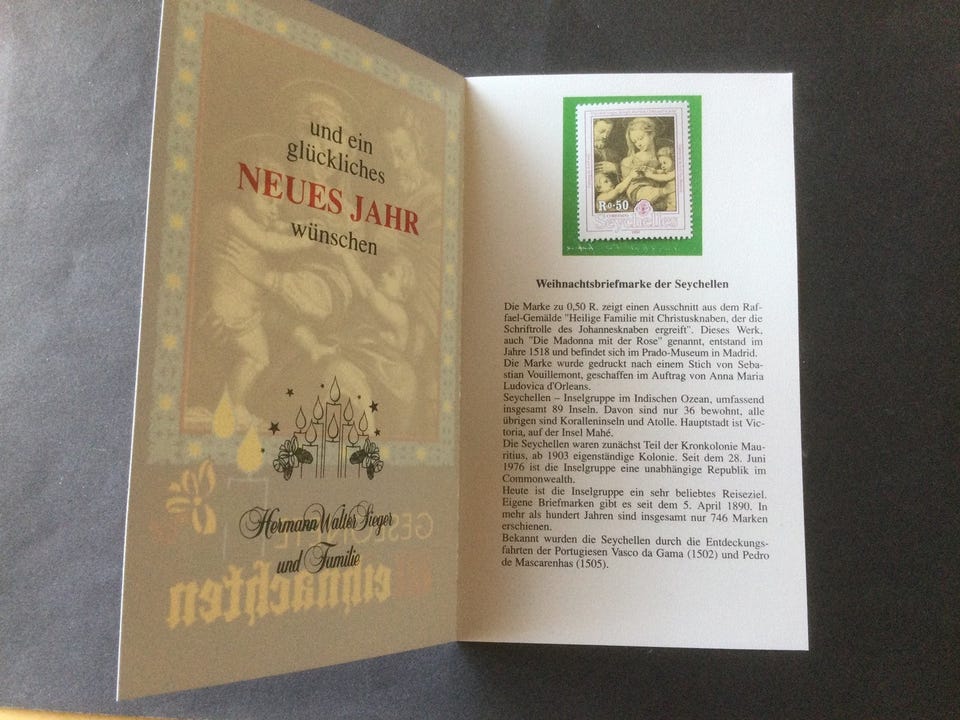 und ein
glückliches
NEUES JAHR
wünschen
Hermann Walter Sieger
und Familie
GESEGNETE
Weihnachten
R0·50
Seychelles
Weihnachtsbriefmarke der Seychellen
Die Marke zu 0,50 R. zeigt einen Ausschnitt aus dem Raf-
fael-Gemälde "Heilige Familie mit Christusknaben, der die
Schriftrolle des Johannesknaben ergreift". Dieses Werk,
auch "Die Madonna mit der Rose" genannt, entstand im
Jahre 1518 und befindet sich im Prado-Museum in Madrid.
Die Marke wurde gedruckt nach einem Stich von Seba-
stian Vouillemont, geschaffen im Auftrag von Anna Maria
Ludovica d'Orleans.
Seychellen – Inselgruppe im Indischen Ozean, umfassend
insgesamt 89 Inseln. Davon sind nur 36 bewohnt, alle
übrigen sind Koralleninseln und Atolle. Hauptstadt ist Vic-
toria, auf der Insel Mahé.
Die Seychellen waren zunächst Teil der Kronkolonie Mau-
ritius, ab 1903 eigenständige Kolonie. Seit dem 28. Juni
1976 ist die Inselgruppe eine unabhängige Republik im
Commonwealth.
Heute ist die Inselgruppe ein sehr beliebtes Reiseziel.
Eigene Briefmarken gibt es seit dem 5. April 1890. In
mehr als hundert Jahren sind insgesamt nur 746 Marken
erschienen.
Bekannt wurden die Seychellen durch die Entdeckungs-
fahrten der Portugiesen Vasco da Gama (1502) und Pedro
de Mascarenhas (1505).